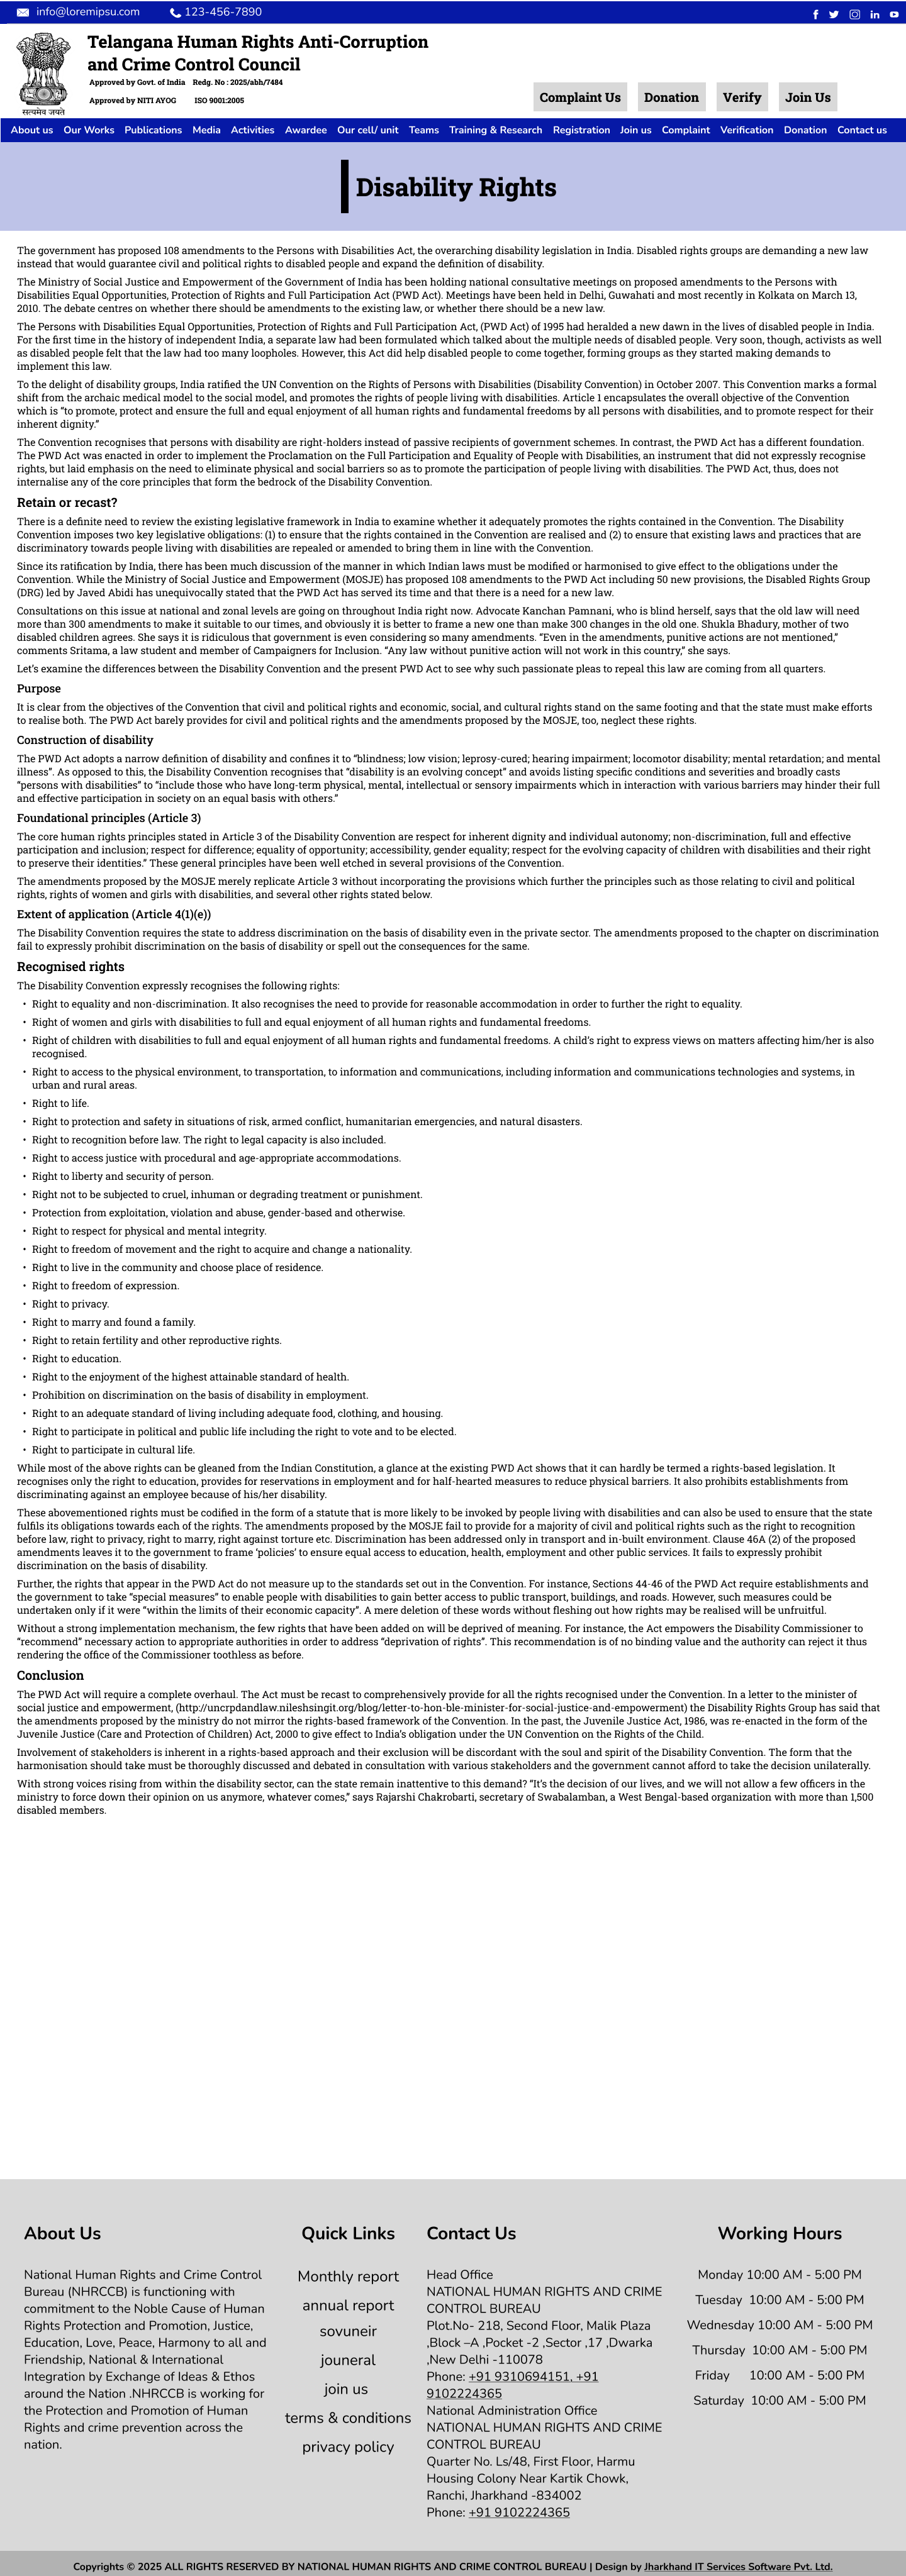 info@loremipsu.com
123-456-7890
Telangana Human Rights Anti-Corruption
and Crime Control Council
Approved by Govt. of India Redg. No : 2025/abh/7484
Approved by NITI AYOG ISO 9001:2005
सत्यमेव जयते
Complaint Us Donation Verify Join Us
About us Our Works Publications Media Activities Awardee Our cell/ unit Teams Training & Research Registration Join us Complaint Verification Donation Contact us
Disability Rights
The government has proposed 108 amendments to the Persons with Disabilities Act, the overarching disability legislation in India. Disabled rights groups are demanding a new law
instead that would guarantee civil and political rights to disabled people and expand the definition of disability.
The Ministry of Social Justice and Empowerment of the Government of India has been holding national consultative meetings on proposed amendments to the Persons with
Disabilities Equal Opportunities, Protection of Rights and Full Participation Act (PWD Act). Meetings have been held in Delhi, Guwahati and most recently in Kolkata on March 13,
2010. The debate centres on whether there should be amendments to the existing law, or whether there should be a new law.
The Persons with Disabilities Equal Opportunities, Protection of Rights and Full Participation Act, (PWD Act) of 1995 had heralded a new dawn in the lives of disabled people in India.
For the first time in the history of independent India, a separate law had been formulated which talked about the multiple needs of disabled people. Very soon, though, activists as well
as disabled people felt that the law had too many loopholes. However, this Act did help disabled people to come together, forming groups as they started making demands to
implement this law.
To the delight of disability groups, India ratified the UN Convention on the Rights of Persons with Disabilities (Disability Convention) in October 2007. This Convention marks a formal
shift from the archaic medical model to the social model, and promotes the rights of people living with disabilities. Article 1 encapsulates the overall objective of the Convention
which is “to promote, protect and ensure the full and equal enjoyment of all human rights and fundamental freedoms by all persons with disabilities, and to promote respect for their
inherent dignity.”
The Convention recognises that persons with disability are right-holders instead of passive recipients of government schemes. In contrast, the PWD Act has a different foundation.
The PWD Act was enacted in order to implement the Proclamation on the Full Participation and Equality of People with Disabilities, an instrument that did not expressly recognise
rights, but laid emphasis on the need to eliminate physical and social barriers so as to promote the participation of people living with disabilities. The PWD Act, thus, does not
internalise any of the core principles that form the bedrock of the Disability Convention.
Retain or recast?
There is a definite need to review the existing legislative framework in India to examine whether it adequately promotes the rights contained in the Convention. The Disability
Convention imposes two key legislative obligations: (1) to ensure that the rights contained in the Convention are realised and (2) to ensure that existing laws and practices that are
discriminatory towards people living with disabilities are repealed or amended to bring them in line with the Convention.
Since its ratification by India, there has been much discussion of the manner in which Indian laws must be modified or harmonised to give effect to the obligations under the
Convention. While the Ministry of Social Justice and Empowerment (MOSJE) has proposed 108 amendments to the PWD Act including 50 new provisions, the Disabled Rights Group
(DRG) led by Javed Abidi has unequivocally stated that the PWD Act has served its time and that there is a need for a new law.
Consultations on this issue at national and zonal levels are going on throughout India right now. Advocate Kanchan Pamnani, who is blind herself, says that the old law will need
more than 300 amendments to make it suitable to our times, and obviously it is better to frame a new one than make 300 changes in the old one. Shukla Bhadury, mother of two
disabled children agrees. She says it is ridiculous that government is even considering so many amendments. “Even in the amendments, punitive actions are not mentioned,”
comments Sritama, a law student and member of Campaigners for Inclusion. “Any law without punitive action will not work in this country,” she says.
Let’s examine the differences between the Disability Convention and the present PWD Act to see why such passionate pleas to repeal this law are coming from all quarters.
Purpose
It is clear from the objectives of the Convention that civil and political rights and economic, social, and cultural rights stand on the same footing and that the state must make efforts
to realise both. The PWD Act barely provides for civil and political rights and the amendments proposed by the MOSJE, too, neglect these rights.
Construction of disability
The PWD Act adopts a narrow definition of disability and confines it to “blindness; low vision; leprosy-cured; hearing impairment; locomotor disability; mental retardation; and mental
illness”. As opposed to this, the Disability Convention recognises that “disability is an evolving concept” and avoids listing specific conditions and severities and broadly casts
“persons with disabilities” to “include those who have long-term physical, mental, intellectual or sensory impairments which in interaction with various barriers may hinder their full
and effective participation in society on an equal basis with others.”
Foundational principles (Article 3)
The core human rights principles stated in Article 3 of the Disability Convention are respect for inherent dignity and individual autonomy; non-discrimination, full and effective
participation and inclusion; respect for difference; equality of opportunity; accessibility, gender equality; respect for the evolving capacity of children with disabilities and their right
to preserve their identities.” These general principles have been well etched in several provisions of the Convention.
The amendments proposed by the MOSJE merely replicate Article 3 without incorporating the provisions which further the principles such as those relating to civil and political
rights, rights of women and girls with disabilities, and several other rights stated below.
Extent of application (Article 4(1)(e))
The Disability Convention requires the state to address discrimination on the basis of disability even in the private sector. The amendments proposed to the chapter on discrimination
fail to expressly prohibit discrimination on the basis of disability or spell out the consequences for the same.
Recognised rights
The Disability Convention expressly recognises the following rights:
• Right to equality and non-discrimination. It also recognises the need to provide for reasonable accommodation in order to further the right to equality.
• Right of women and girls with disabilities to full and equal enjoyment of all human rights and fundamental freedoms.
• Right of children with disabilities to full and equal enjoyment of all human rights and fundamental freedoms. A child’s right to express views on matters affecting him/her is also
recognised.
• Right to access to the physical environment, to transportation, to information and communications, including information and communications technologies and systems, in
urban and rural areas.
• Right to life.
• Right to protection and safety in situations of risk, armed conflict, humanitarian emergencies, and natural disasters.
• Right to recognition before law. The right to legal capacity is also included.
• Right to access justice with procedural and age-appropriate accommodations.
• Right to liberty and security of person.
• Right not to be subjected to cruel, inhuman or degrading treatment or punishment.
• Protection from exploitation, violation and abuse, gender-based and otherwise.
• Right to respect for physical and mental integrity.
• Right to freedom of movement and the right to acquire and change a nationality.
• Right to live in the community and choose place of residence.
• Right to freedom of expression.
• Right to privacy.
• Right to marry and found a family.
• Right to retain fertility and other reproductive rights.
• Right to education.
• Right to the enjoyment of the highest attainable standard of health.
• Prohibition on discrimination on the basis of disability in employment.
• Right to an adequate standard of living including adequate food, clothing, and housing.
• Right to participate in political and public life including the right to vote and to be elected.
• Right to participate in cultural life.
While most of the above rights can be gleaned from the Indian Constitution, a glance at the existing PWD Act shows that it can hardly be termed a rights-based legislation. It
recognises only the right to education, provides for reservations in employment and for half-hearted measures to reduce physical barriers. It also prohibits establishments from
discriminating against an employee because of his/her disability.
These abovementioned rights must be codified in the form of a statute that is more likely to be invoked by people living with disabilities and can also be used to ensure that the state
fulfils its obligations towards each of the rights. The amendments proposed by the MOSJE fail to provide for a majority of civil and political rights such as the right to recognition
before law, right to privacy, right to marry, right against torture etc. Discrimination has been addressed only in transport and in-built environment. Clause 46A (2) of the proposed
amendments leaves it to the government to frame ‘policies’ to ensure equal access to education, health, employment and other public services. It fails to expressly prohibit
discrimination on the basis of disability.
Further, the rights that appear in the PWD Act do not measure up to the standards set out in the Convention. For instance, Sections 44-46 of the PWD Act require establishments and
the government to take “special measures” to enable people with disabilities to gain better access to public transport, buildings, and roads. However, such measures could be
undertaken only if it were “within the limits of their economic capacity”. A mere deletion of these words without fleshing out how rights may be realised will be unfruitful.
Without a strong implementation mechanism, the few rights that have been added on will be deprived of meaning. For instance, the Act empowers the Disability Commissioner to
“recommend” necessary action to appropriate authorities in order to address “deprivation of rights”. This recommendation is of no binding value and the authority can reject it thus
rendering the office of the Commissioner toothless as before.
Conclusion
The PWD Act will require a complete overhaul. The Act must be recast to comprehensively provide for all the rights recognised under the Convention. In a letter to the minister of
social justice and empowerment, (http://uncrpdandlaw.nileshsingit.org/blog/letter-to-hon-ble-minister-for-social-justice-and-empowerment) the Disability Rights Group has said that
the amendments proposed by the ministry do not mirror the rights-based framework of the Convention. In the past, the Juvenile Justice Act, 1986, was re-enacted in the form of the
Juvenile Justice (Care and Protection of Children) Act, 2000 to give effect to India’s obligation under the UN Convention on the Rights of the Child.
Involvement of stakeholders is inherent in a rights-based approach and their exclusion will be discordant with the soul and spirit of the Disability Convention. The form that the
harmonisation should take must be thoroughly discussed and debated in consultation with various stakeholders and the government cannot afford to take the decision unilaterally.
With strong voices rising from within the disability sector, can the state remain inattentive to this demand? “It’s the decision of our lives, and we will not allow a few officers in the
ministry to force down their opinion on us anymore, whatever comes,” says Rajarshi Chakrobarti, secretary of Swabalamban, a West Bengal-based organization with more than 1,500
disabled members.
About Us
National Human Rights and Crime Control
Bureau (NHRCCB) is functioning with
commitment to the Noble Cause of Human
Rights Protection and Promotion, Justice,
Education, Love, Peace, Harmony to all and
Friendship, National & International
Integration by Exchange of Ideas & Ethos
around the Nation .NHRCCB is working for
the Protection and Promotion of Human
Rights and crime prevention across the
nation.
Quick Links
Monthly report
annual report
sovuneir
jouneral
join us
terms & conditions
privacy policy
Contact Us
Head Office
NATIONAL HUMAN RIGHTS AND CRIME
CONTROL BUREAU
Plot.No- 218, Second Floor, Malik Plaza
,Block –A ,Pocket -2 ,Sector ,17 ,Dwarka
,New Delhi -110078
Phone: +91 9310694151, +91
9102224365
National Administration Office
NATIONAL HUMAN RIGHTS AND CRIME
CONTROL BUREAU
Quarter No. Ls/48, First Floor, Harmu
Housing Colony Near Kartik Chowk,
Ranchi, Jharkhand -834002
Phone: +91 9102224365
Working Hours
Monday 10:00 AM - 5:00 PM
Tuesday 10:00 AM - 5:00 PM
Wednesday 10:00 AM - 5:00 PM
Thursday 10:00 AM - 5:00 PM
Friday 10:00 AM - 5:00 PM
Saturday 10:00 AM - 5:00 PM
Copyrights © 2025 ALL RIGHTS RESERVED BY NATIONAL HUMAN RIGHTS AND CRIME CONTROL BUREAU | Design by Jharkhand IT Services Software Pvt. Ltd.